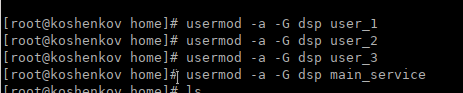 [root@koshenkov home]# usermod -a -G dsp user_1
[root@koshenkov home]# usermod -a -G dsp user_2
[root@koshenkov home]# usermod -a -G dsp user_3
[root@koshenkov home]# usermod -a -G dsp main_service
[root@koshenkov home]# ls